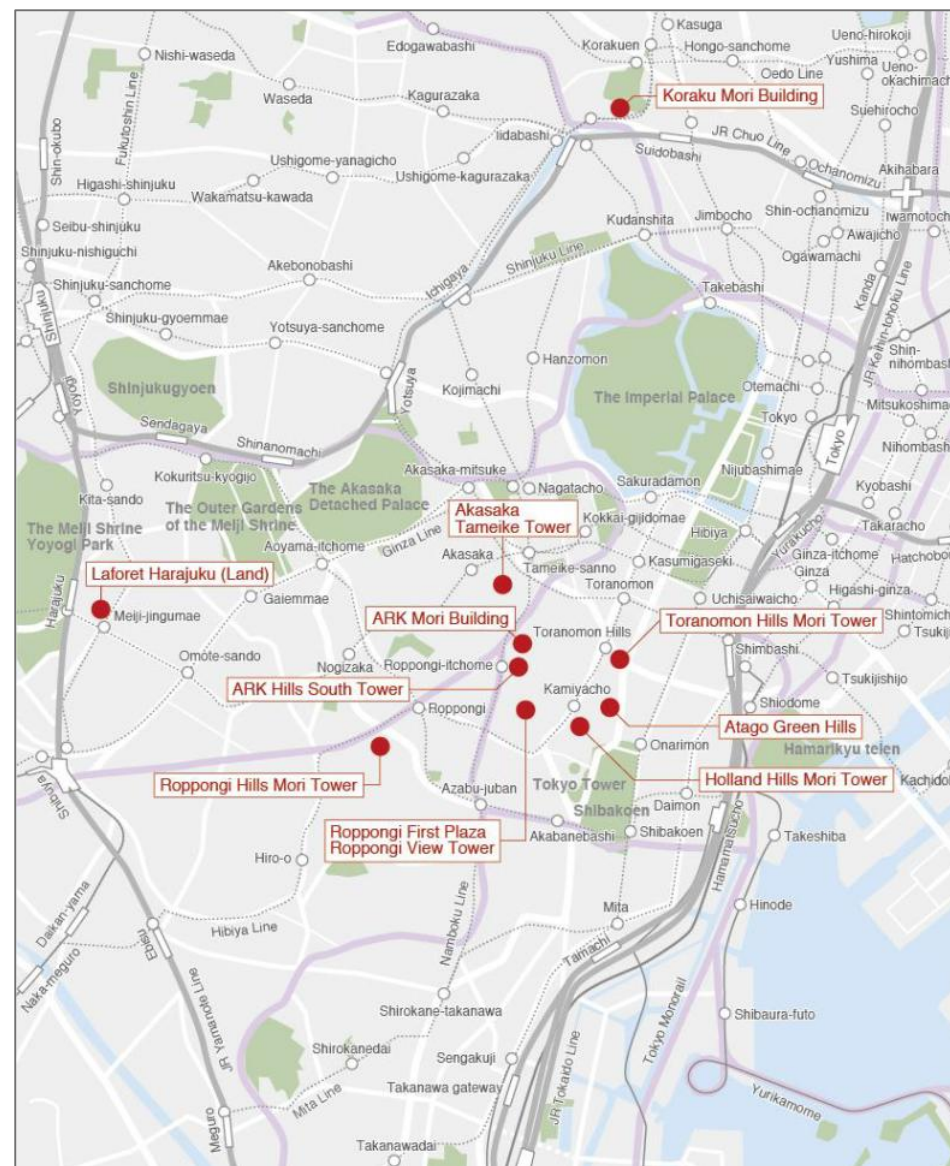 Kasuga
Nishi-waseda
Edogawabashi
Korakuen
Hongo-sanchome
Ueno-hirokoji
Yushima
Ueno-
okachimach
Oedo Line
Waseda
Kagurazaka
Koraku Mori Building
Suehirocho
Fukutoshin Line
Shin-okubo
Iidabashi
JR Chuo Line
Suidobashi
Ushigome-yanagicho
Ushigome-kagurazaka
Ochanomizu
Akihabara
Higashi-shinjuku
Wakamatsu-kawada
Shin-ochanomizu
Iwamotocho
Seibu-shinjuku
Kudanshita
Jimbocho
Awajicho
Ogawamachi
Shinjuku-nishiguchi
Shinjuku Line
Akebonobashi
Ichigaya
Kanda
JR Keihin-tohoku Line
Shinjuku-sanchome
Takebashi
Shinjuku
Shinjuku-gyoemmae
Yotsuya-sanchome
Hanzomon
Shin-
nihombash
Yoyogi
Shinjukugyoen
Kojimachi
Yotsuya
The Imperial Palace
Otemachi
Mitsukoshima
Tokyo
Tokyo
Sendagaya
Shinanomachi
Nihombash
Nijubashimae
Kokuritsu-kyogijo
Akasaka-mitsuke
Nagatacho
Sakuradamon
Kyobashi
Kita-sando
The Akasaka
Detached Palace
The Outer Gardens
of the Meiji Shrine
The Meiji Shrine
Yoyogi Park
Akasaka
Tameike Tower
Kokkai-gijidomae
Hibiya
Yurakucho
Takaracho
Aoyama-itchome
Ginza Line
Akasaka
Tameike-sanno
Kasumigaseki
Ginza-itchome
Hatchobo
Laforet Harajuku (Land)
Toranomon
Ginza
Higashi-ginza
Harajuku
Meiji-jingumae
Gaiemmae
Uchisaiwaicho
Shintomich
ARK Mori Building
Toranomon Hills
Toranomon Hills Mori Tower
Tsukiji
Omote-sando
Nogizaka
Roppongi-itchome
Shimbashi
Tsukijishijo
ARK Hills South Tower
Kamiyacho
Shiodome
Roppongi
Atago Green Hills
Onarimon
Hamarikyu teien
Shibuya
Roppongi Hills Mori Tower
Tokyo Tower
Holland Hills Mori Tower
Kachidok
Azabu-juban
Shibakoen
Daimon
Hamamatsucho
Roppongi First Plaza
Roppongi View Tower
Akabanebashi
Shibakoen
Takeshiba
Hiro-o
Daikan-yama
Namboku Line
Mita
Hinode
Hibiya Line
Ebisu
Tamachi
Naka-meguro
JR Yamanote Line
Shirokane-takanawa
Shibaura-futo
Tokyo Monorail
Shirokanedai
Sengakuji
JR Tokaido Line
Mita Line
Takanawa gateway
Yurikamome
Meguro
Takanawadai